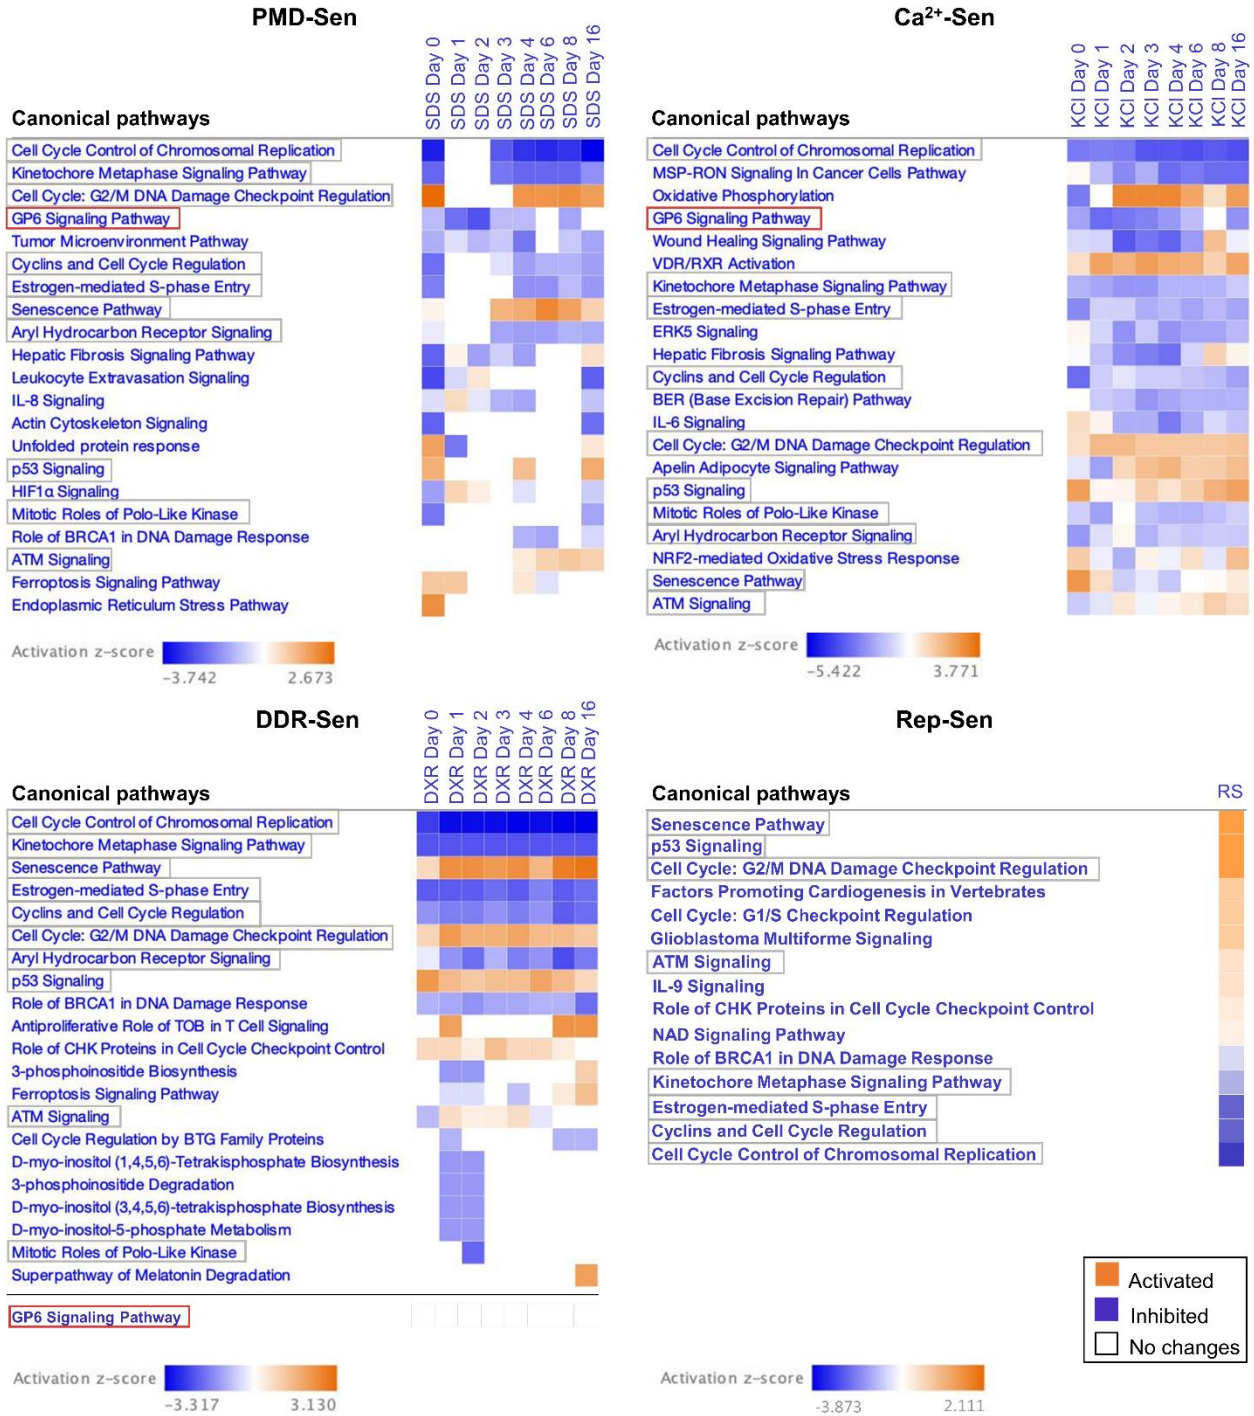 PMD-Sen
SDS Day 0
SDS Day 1
SDS Day 2
SDS Day 3
SDS Day 4
SDS Day 6
SDS Day 8
SDS Day 16
Canonical pathways
Cell Cycle Control of Chromosomal Replication
Kinetochore Metaphase Signaling Pathway
Cell Cycle: G2/M DNA Damage Checkpoint Regulation
GP6 Signaling Pathway
Tumor Microenvironment Pathway
Cyclins and Cell Cycle Regulation
Estrogen-mediated S-phase Entry
Senescence Pathway
Aryl Hydrocarbon Receptor Signaling
Hepatic Fibrosis Signaling Pathway
Leukocyte Extravasation Signaling
IL-8 Signaling
Actin Cytoskeleton Signaling
Unfolded protein response
p53 Signaling
HIF1α Signaling
Mitotic Roles of Polo-Like Kinase
Role of BRCA1 in DNA Damage Response
ATM Signaling
Ferroptosis Signaling Pathway
Endoplasmic Reticulum Stress Pathway
Activation z-score
-3.742 2.673
Ca²⁺-Sen
KCl Day 0
KCl Day 1
KCl Day 2
KCl Day 3
KCl Day 4
KCl Day 6
KCl Day 8
KCl Day 16
Canonical pathways
Cell Cycle Control of Chromosomal Replication
MSP-RON Signaling In Cancer Cells Pathway
Oxidative Phosphorylation
GP6 Signaling Pathway
Wound Healing Signaling Pathway
VDR/RXR Activation
Kinetochore Metaphase Signaling Pathway
Estrogen-mediated S-phase Entry
ERK5 Signaling
Hepatic Fibrosis Signaling Pathway
Cyclins and Cell Cycle Regulation
BER (Base Excision Repair) Pathway
IL-6 Signaling
Cell Cycle: G2/M DNA Damage Checkpoint Regulation
Apelin Adipocyte Signaling Pathway
p53 Signaling
Mitotic Roles of Polo-Like Kinase
Aryl Hydrocarbon Receptor Signaling
NRF2-mediated Oxidative Stress Response
Senescence Pathway
ATM Signaling
Activation z-score
-5.422 3.771
DDR-Sen
DXR Day 0
DXR Day 1
DXR Day 2
DXR Day 3
DXR Day 4
DXR Day 6
DXR Day 8
DXR Day 16
Canonical pathways
Cell Cycle Control of Chromosomal Replication
Kinetochore Metaphase Signaling Pathway
Senescence Pathway
Estrogen-mediated S-phase Entry
Cyclins and Cell Cycle Regulation
Cell Cycle: G2/M DNA Damage Checkpoint Regulation
Aryl Hydrocarbon Receptor Signaling
p53 Signaling
Role of BRCA1 in DNA Damage Response
Antiproliferative Role of TOB in T Cell Signaling
Role of CHK Proteins in Cell Cycle Checkpoint Control
3-phosphoinositide Biosynthesis
Ferroptosis Signaling Pathway
ATM Signaling
Cell Cycle Regulation by BTG Family Proteins
D-myo-inositol (1,4,5,6)-Tetrakisphosphate Biosynthesis
3-phosphoinositide Degradation
D-myo-inositol (3,4,5,6)-tetrakisphosphate Biosynthesis
D-myo-inositol-5-phosphate Metabolism
Mitotic Roles of Polo-Like Kinase
Superpathway of Melatonin Degradation
GP6 Signaling Pathway
Activation z-score
-3.317 3.130
Rep-Sen
Canonical pathways RS
Senescence Pathway
p53 Signaling
Cell Cycle: G2/M DNA Damage Checkpoint Regulation
Factors Promoting Cardiogenesis in Vertebrates
Cell Cycle: G1/S Checkpoint Regulation
Glioblastoma Multiforme Signaling
ATM Signaling
IL-9 Signaling
Role of CHK Proteins in Cell Cycle Checkpoint Control
NAD Signaling Pathway
Role of BRCA1 in DNA Damage Response
Kinetochore Metaphase Signaling Pathway
Estrogen-mediated S-phase Entry
Cyclins and Cell Cycle Regulation
Cell Cycle Control of Chromosomal Replication
Activated
Inhibited
No changes
Activation z-score
-3.873 2.111